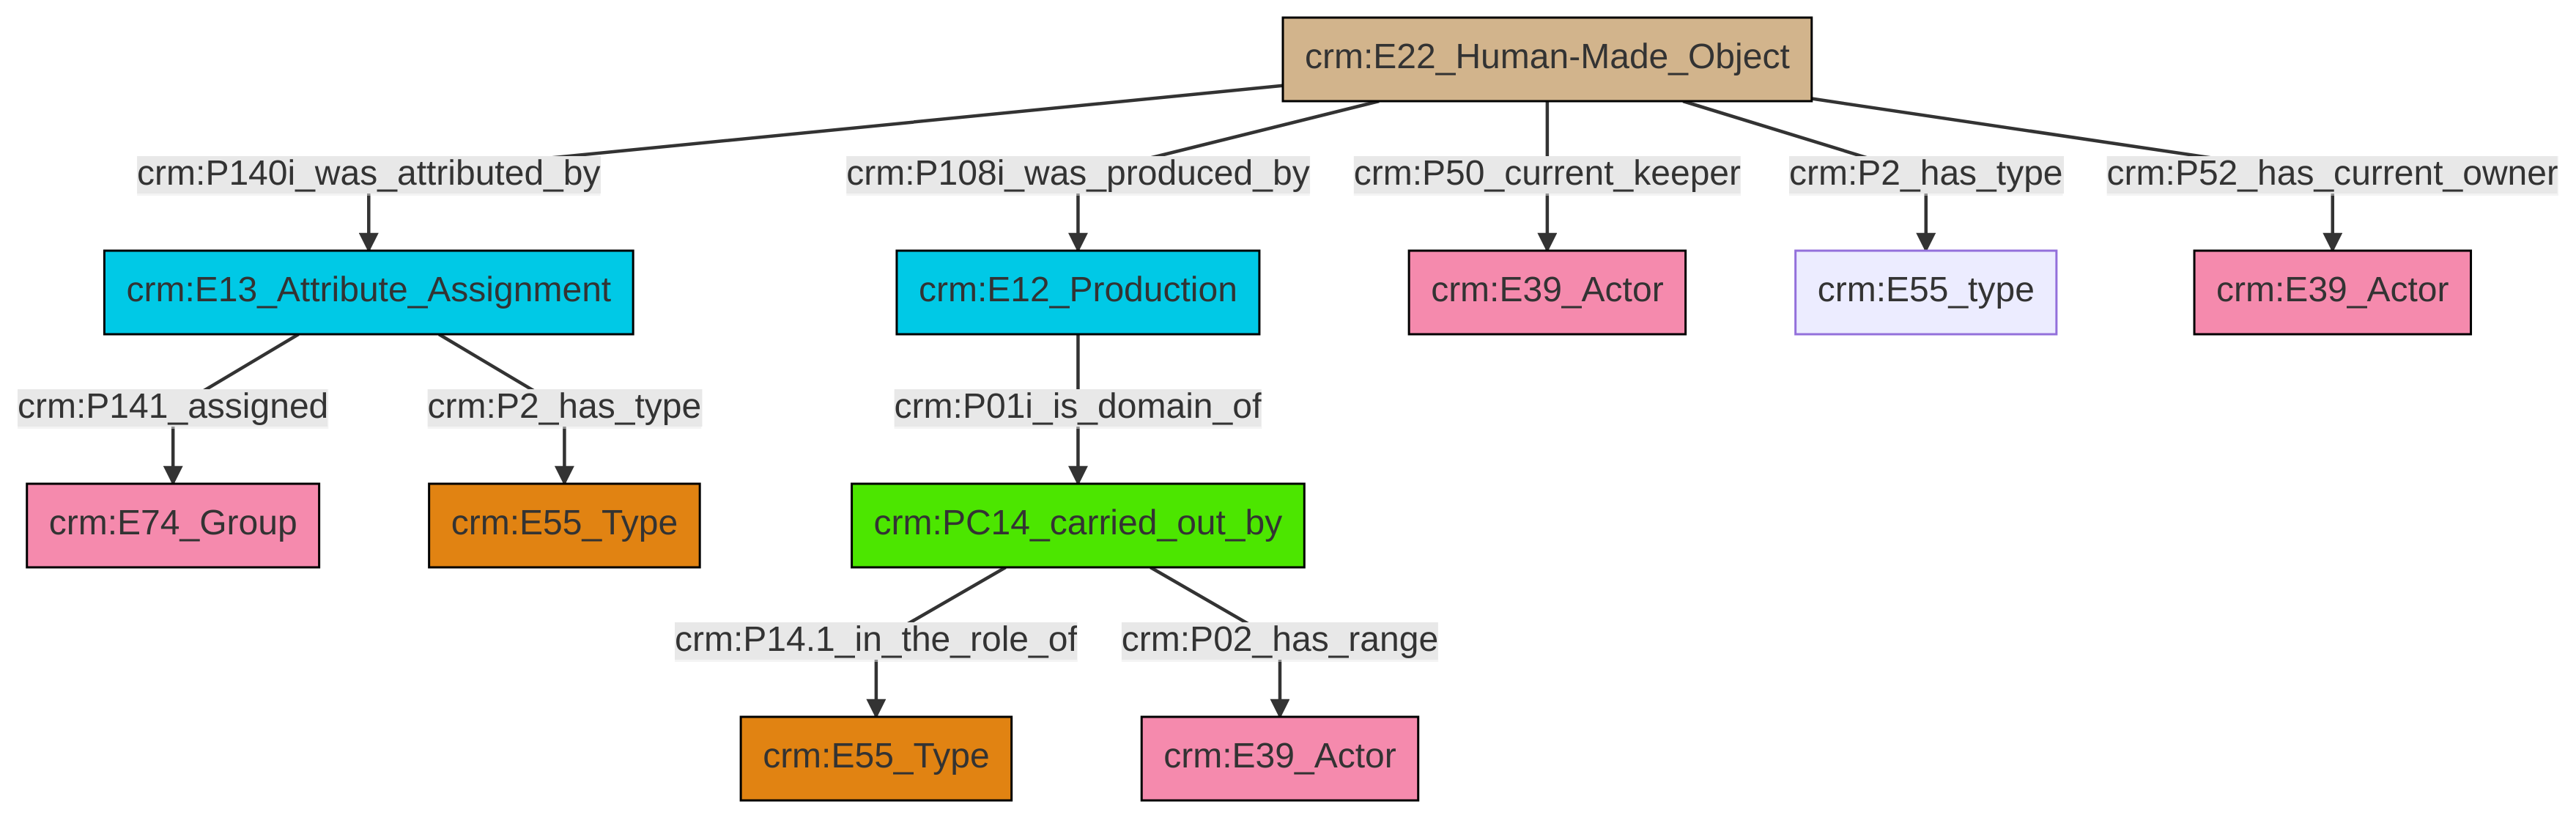 crm:E22_Human-Made_Object
crm:P140i_was_attributed_by
crm:P108i_was_produced_by
crm:P50_current_keeper
crm:P2_has_type
crm:P52_has_current_owner
crm:E13_Attribute_Assignment
crm:E12_Production
crm:E39_Actor
crm:E55_type
crm:E39_Actor
crm:P141_assigned
crm:P2_has_type
crm:P01i_is_domain_of
crm:E74_Group
crm:E55_Type
crm:PC14_carried_out_by
crm:P14.1_in_the_role_of
crm:P02_has_range
crm:E55_Type
crm:E39_Actor